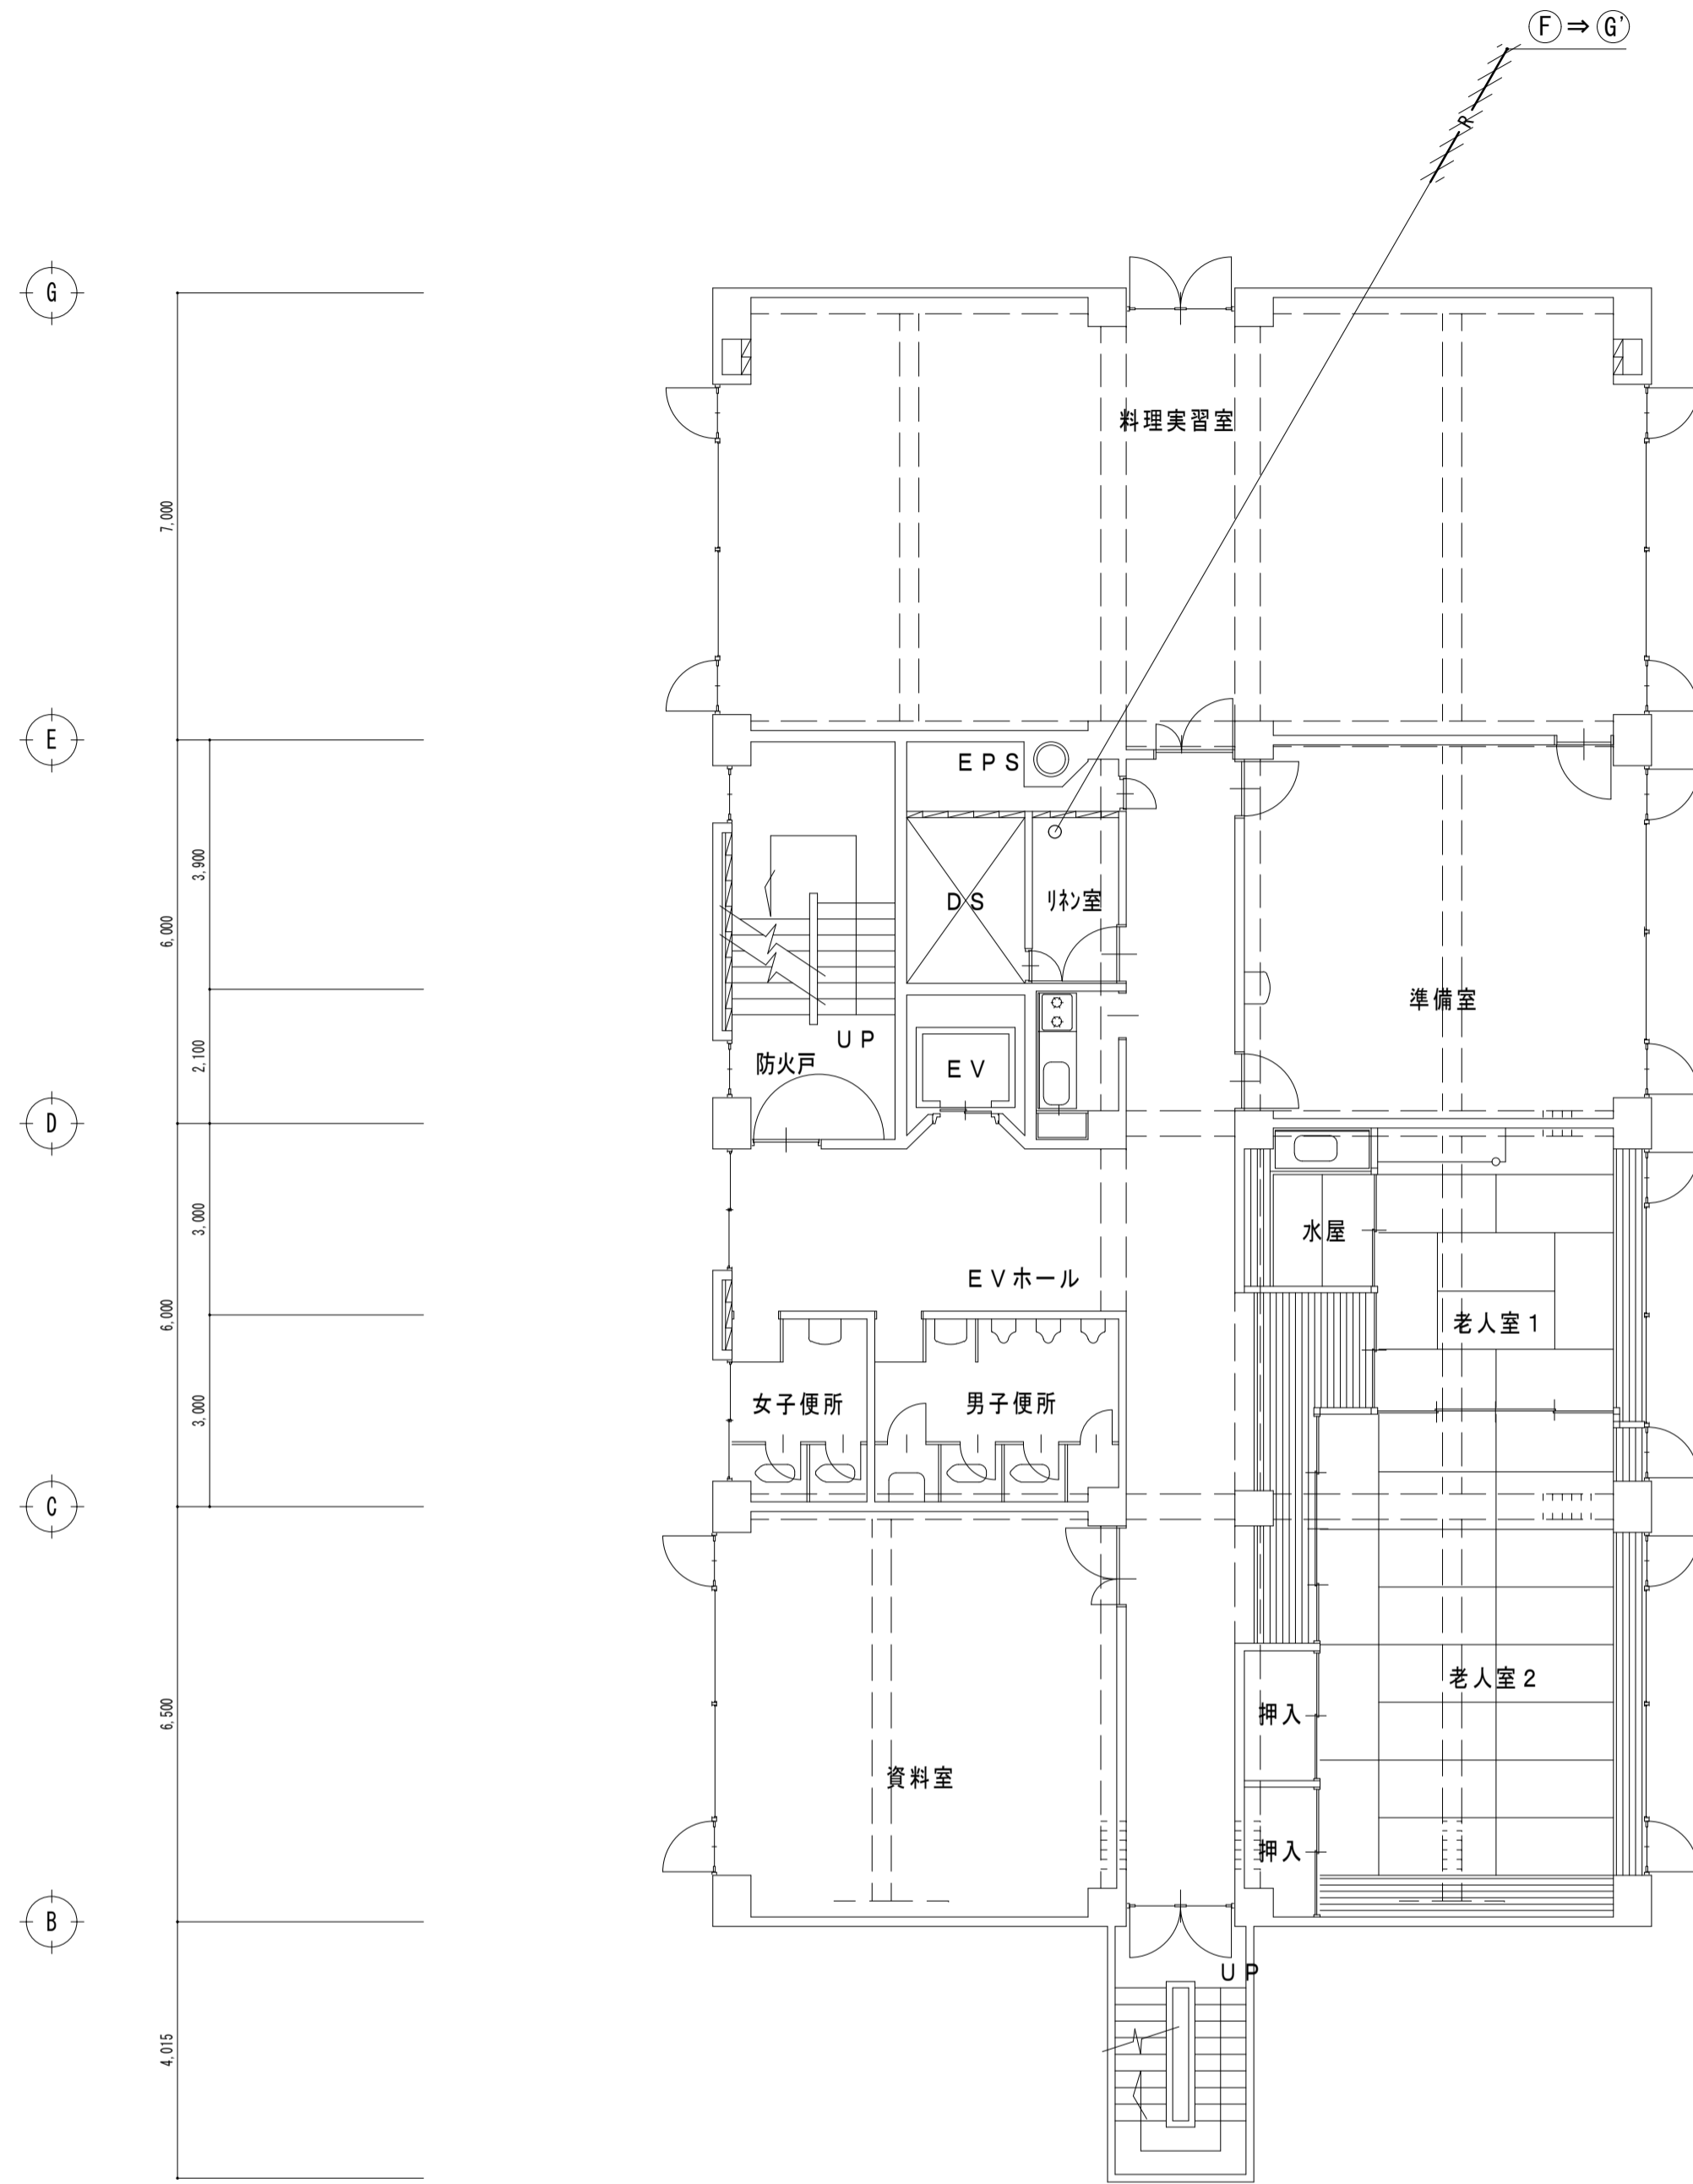 F ⇒ G'
R
G
7,000
料理実習室
E
EPS
3,900
6,000
DS
リネン室
準備室
2,100
UP
防火戸
EV
D
3,000
水屋
EVホール
6,000
老人室1
3,000
女子便所
男子便所
C
6,500
老人室2
押入
資料室
押入
B
UP
4,015